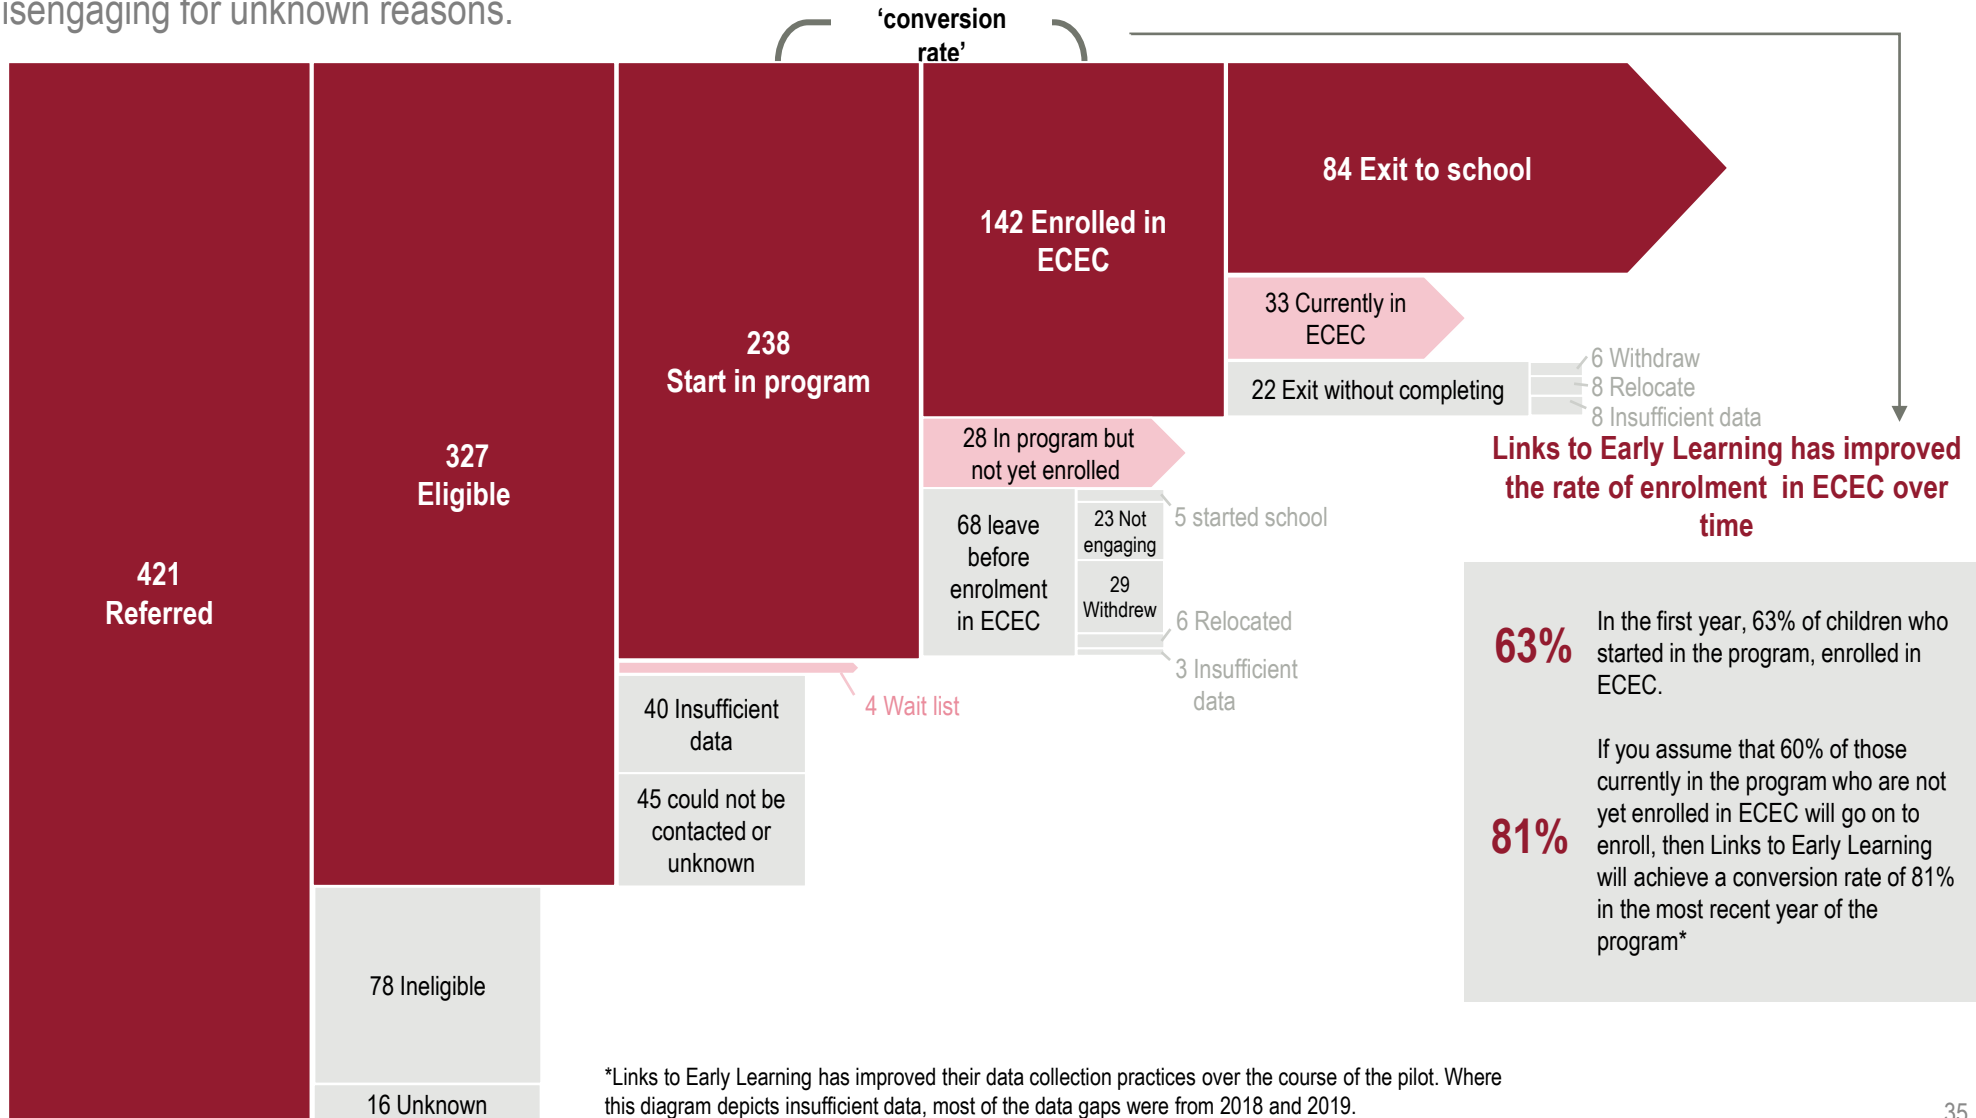 isengaging for unknown reasons.
‘conversion
rate’
421
Referred
327
Eligible
78 Ineligible
16 Unknown
238
Start in program
4 Wait list
40 Insufficient
data
45 could not be
contacted or
unknown
142 Enrolled in
ECEC
28 In program but
not yet enrolled
68 leave
before
enrolment
in ECEC
5 started school
23 Not
engaging
29
Withdrew
6 Relocated
3 Insufficient
data
84 Exit to school
33 Currently in
ECEC
22 Exit without completing
6 Withdraw
8 Relocate
8 Insufficient data
Links to Early Learning has improved
the rate of enrolment in ECEC over
time
63%
In the first year, 63% of children who
started in the program, enrolled in
ECEC.
81%
If you assume that 60% of those
currently in the program who are not
yet enrolled in ECEC will go on to
enroll, then Links to Early Learning
will achieve a conversion rate of 81%
in the most recent year of the
program*
*Links to Early Learning has improved their data collection practices over the course of the pilot. Where
this diagram depicts insufficient data, most of the data gaps were from 2018 and 2019.
35